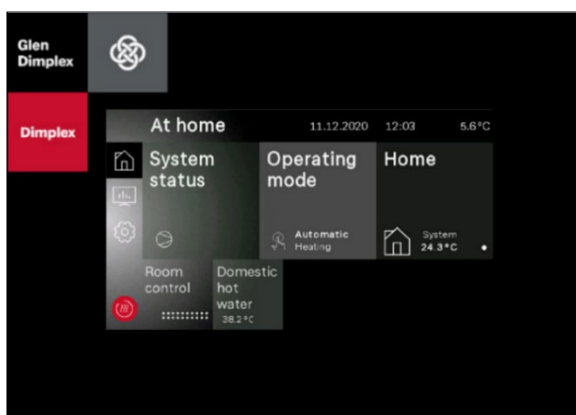 Glen
Dimplex
Dimplex
At home 11.12.2020 12:03 5.6°C
System
status
Operating
mode
Home
Automatic
Heating
System
24.3°C
Room
control
Domestic
hot
water
38.2°C